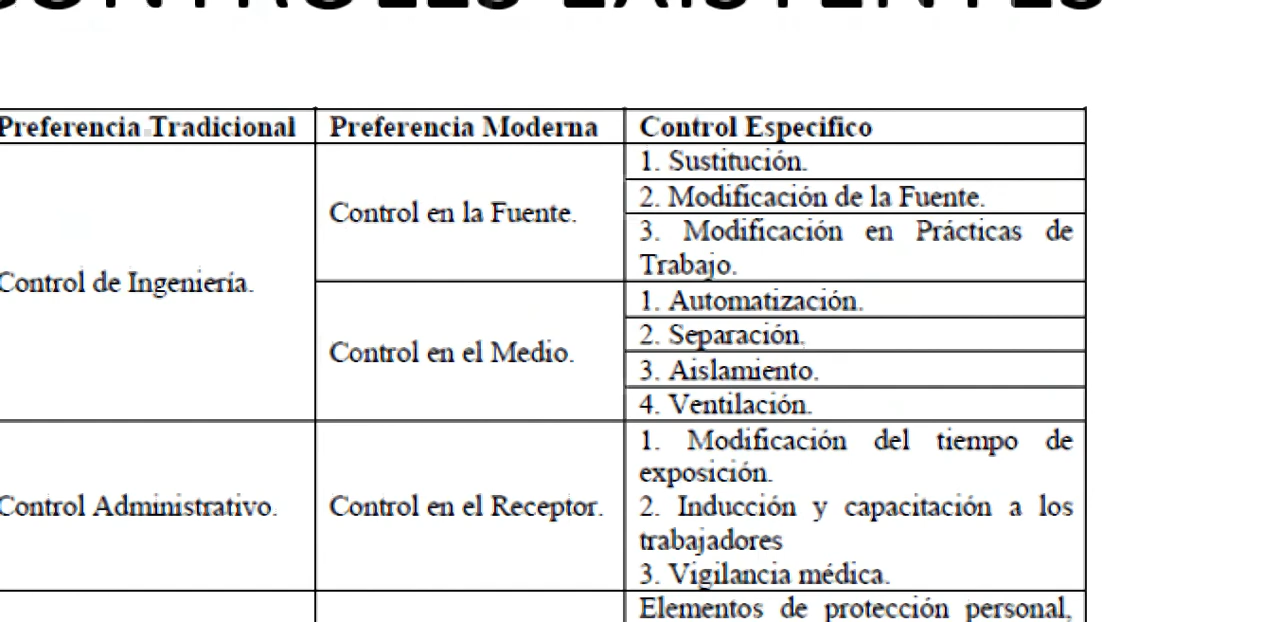 CONTROLES EXISTENTES
Preferencia Tradicional
Preferencia Moderna
Control Especifico
Control de Ingeniería.
Control en la Fuente.
1. Sustitución.
2. Modificación de la Fuente.
3. Modificación en Prácticas de
Trabajo.
Control en el Medio.
1. Automatización.
2. Separación.
3. Aislamiento.
4. Ventilación.
Control Administrativo.
Control en el Receptor.
1. Modificación del tiempo de
exposición.
2. Inducción y capacitación a los
trabajadores
3. Vigilancia médica.
Elementos de protección personal,